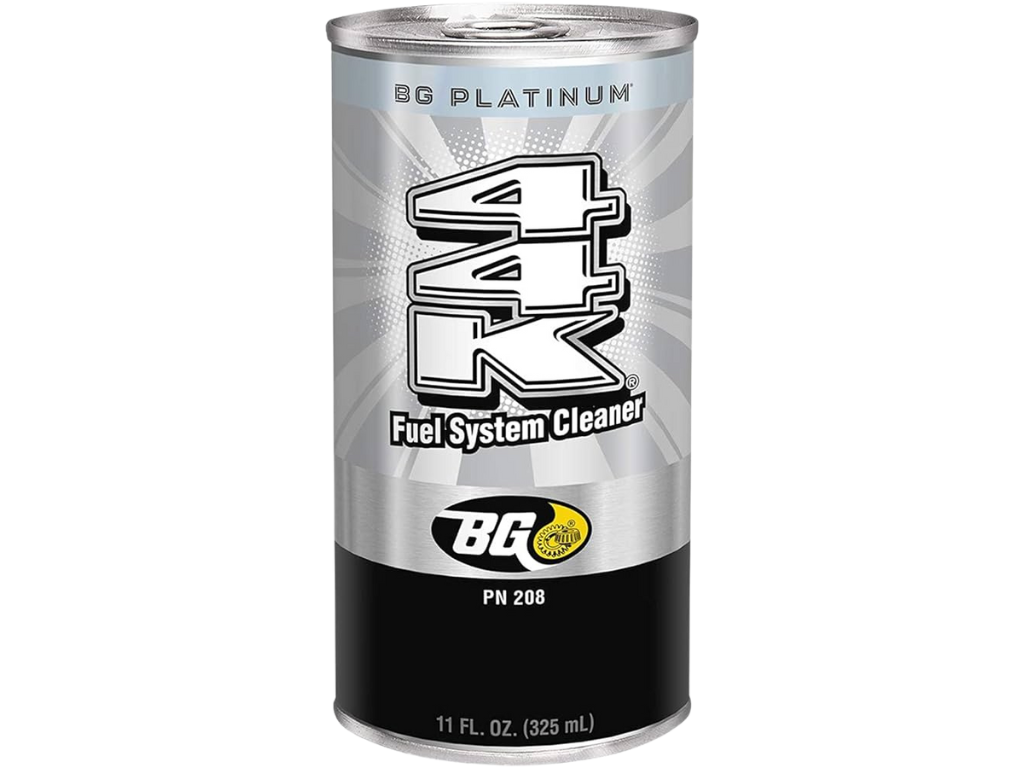 BG PLATINUM®
44K®
Fuel System Cleaner
BG®
PN 208
11 FL. OZ. (325 mL)